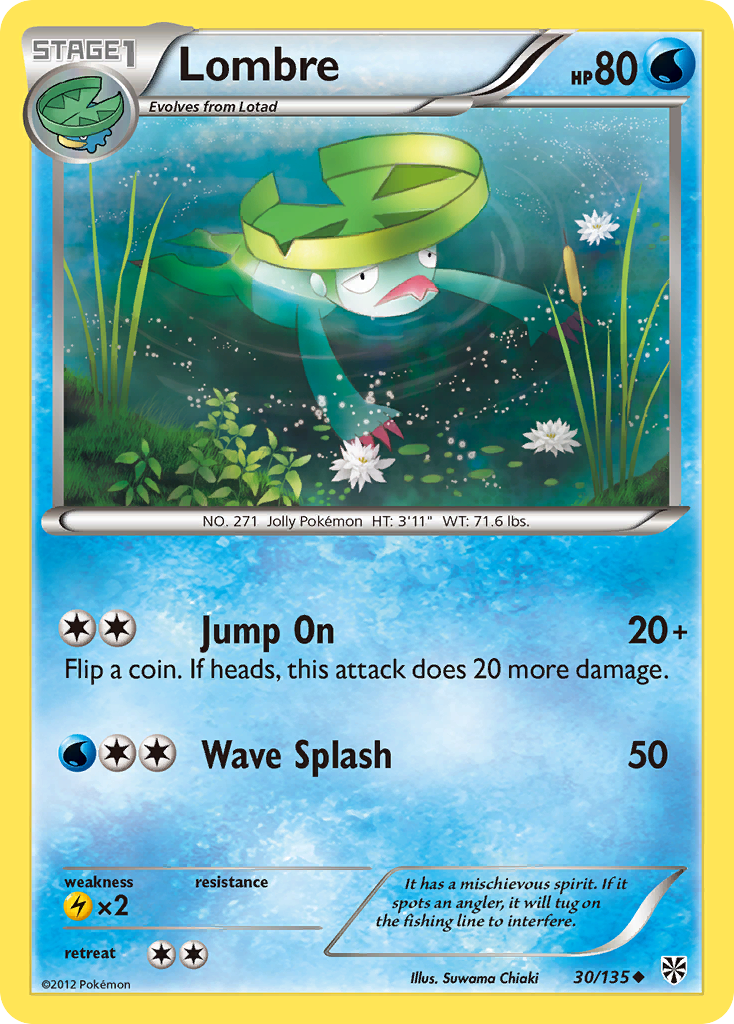 STAGE1
Lombre
HP80
Evolves from Lotad
NO. 271 Jolly Pokémon HT: 3'11" WT: 71.6 lbs.
Jump On 20+
Flip a coin. If heads, this attack does 20 more damage.
Wave Splash 50
weakness resistance
×2
It has a mischievous spirit. If it
spots an angler, it will tug on
the fishing line to interfere.
retreat
©2012 Pokémon
Illus. Suwama Chiaki 30/135